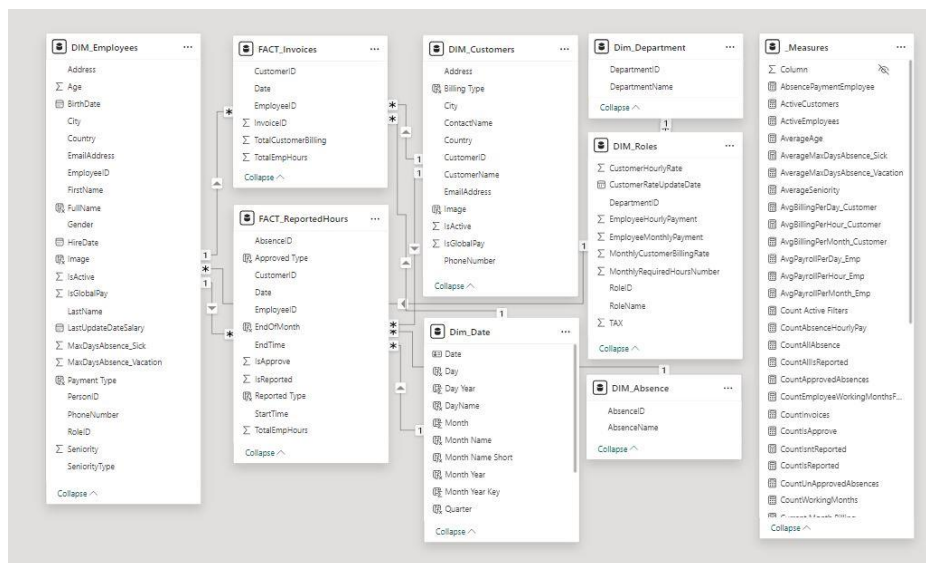 DIM_Employees
Address
Age
BirthDate
City
Country
EmailAddress
EmployeeID
FirstName
FullName
Gender
HireDate
Image
IsActive
IsGlobalPay
LastName
LastUpdateDateSalary
MaxDaysAbsence_Sick
MaxDaysAbsence_Vacation
Payment Type
PersonID
PhoneNumber
RoleID
Seniority
SeniorityType
Collapse
FACT_Invoices
CustomerID
Date
EmployeeID
InvoiceID
TotalCustomerBilling
TotalEmpHours
Collapse
FACT_ReportedHours
AbsenceID
Approved Type
CustomerID
Date
EmployeeID
EndOfMonth
EndTime
IsApprove
IsReported
Reported Type
StartTime
TotalEmpHours
Collapse
DIM_Customers
Address
Billing Type
City
ContactName
Country
CustomerID
CustomerName
EmailAddress
Image
IsActive
IsGlobalPay
PhoneNumber
Collapse
Dim_Date
Date
Day
Day Year
DayName
Month
Month Name
Month Name Short
Month Year
Month Year Key
Quarter
Collapse
Dim_Department
DepartmentID
DepartmentName
Collapse
DIM_Roles
CustomerHourlyRate
CustomerRateUpdateDate
DepartmentID
EmployeeHourlyPayment
EmployeeMonthlyPayment
MonthlyCustomerBillingRate
MonthlyRequiredHoursNumber
RoleID
RoleName
TAX
Collapse
DIM_Absence
AbsenceID
AbsenceName
Collapse
_Measures
Column
AbsencePaymentEmployee
ActiveCustomers
ActiveEmployees
AverageAge
AverageMaxDaysAbsence_Sick
AverageMaxDaysAbsence_Vacation
AverageSeniority
AvgBillingPerDay_Customer
AvgBillingPerHour_Customer
AvgBillingPerMonth_Customer
AvgPayrollPerDay_Emp
AvgPayrollPerHour_Emp
AvgPayrollPerMonth_Emp
Count Active Filters
CountAbsenceHourlyPay
CountAllAbsence
CountAllIsReported
CountApprovedAbsences
CountEmployeeWorkingMonthsF...
CountInvoices
CountIsApprove
CountIsntReported
CountIsReported
CountUnApprovedAbsences
CountWorkingMonths
Current Month Billing
Collapse